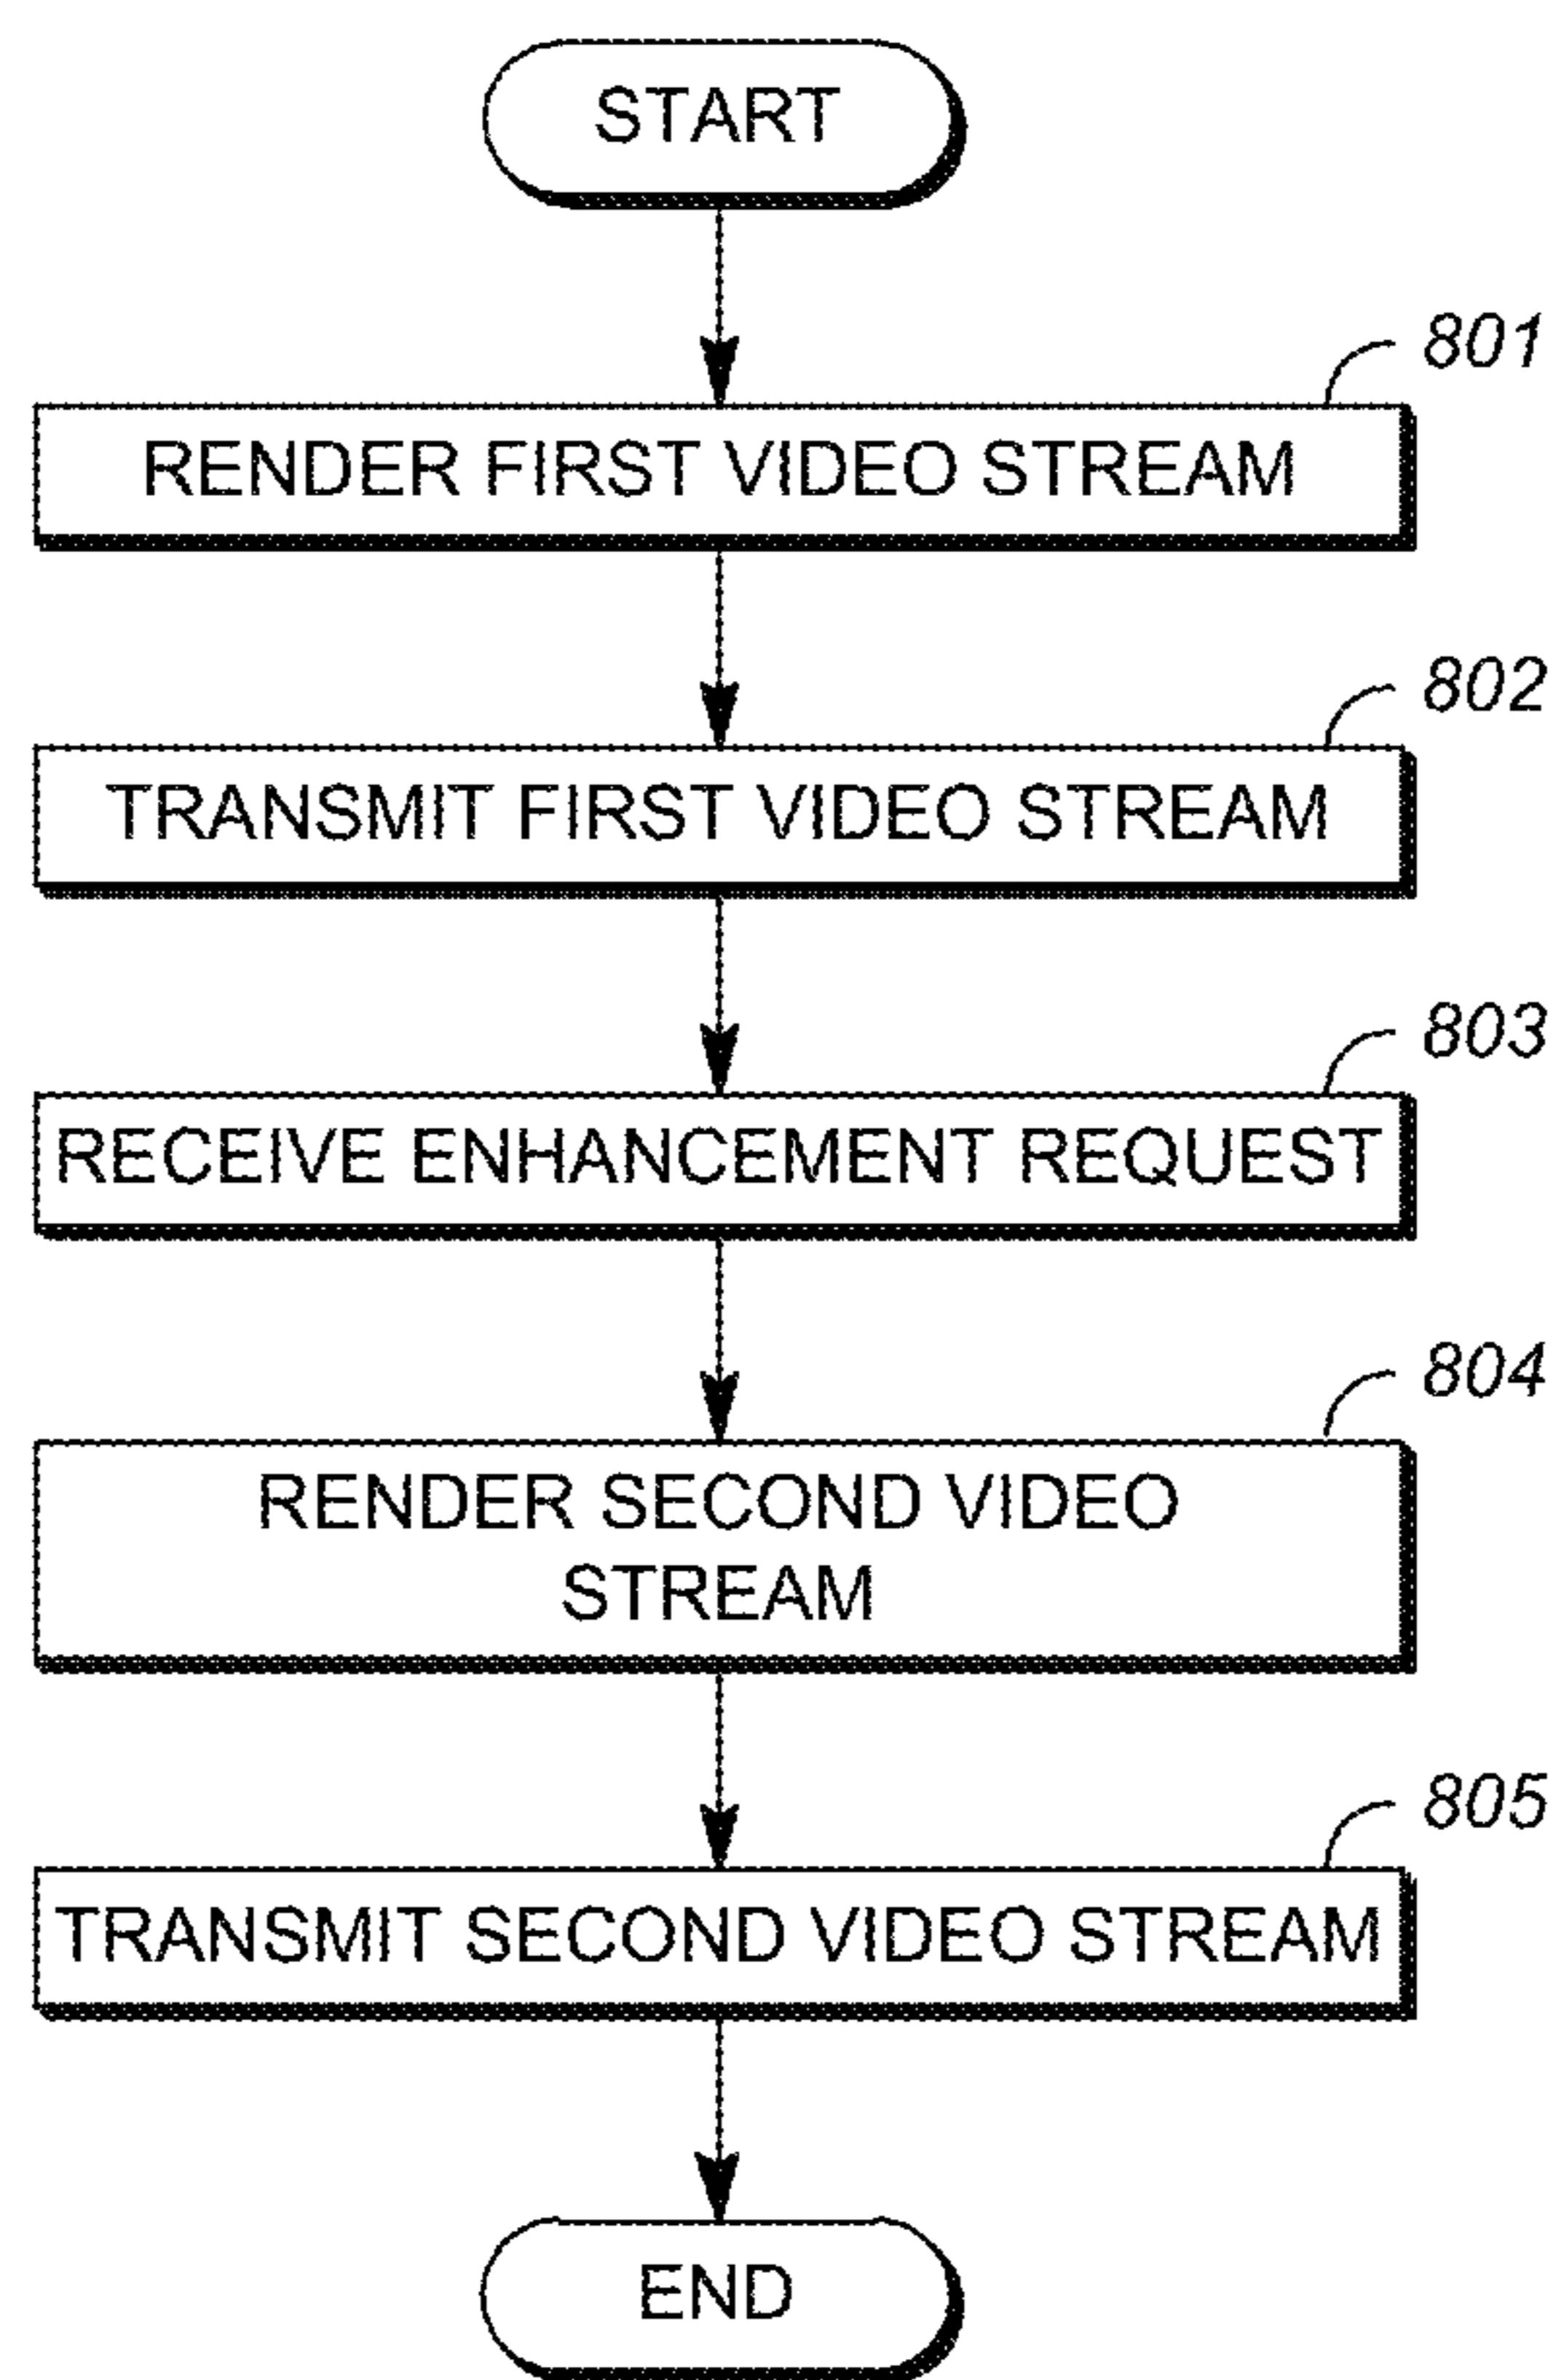 START
801
RENDER FIRST VIDEO STREAM
802
TRANSMIT FIRST VIDEO STREAM
803
RECEIVE ENHANCEMENT REQUEST
804
RENDER SECOND VIDEO
STREAM
805
TRANSMIT SECOND VIDEO STREAM
END